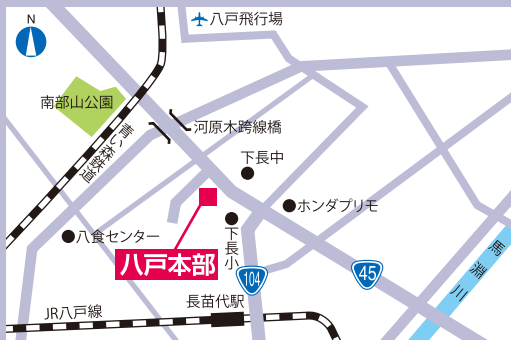 N
八戸飛行場
南部山公園
青い森鉄道
河原木跨線橋
下長中
ホンダプリモ
下長小
八食センター
八戸本部
104
45
馬淵川
長苗代駅
JR八戸線